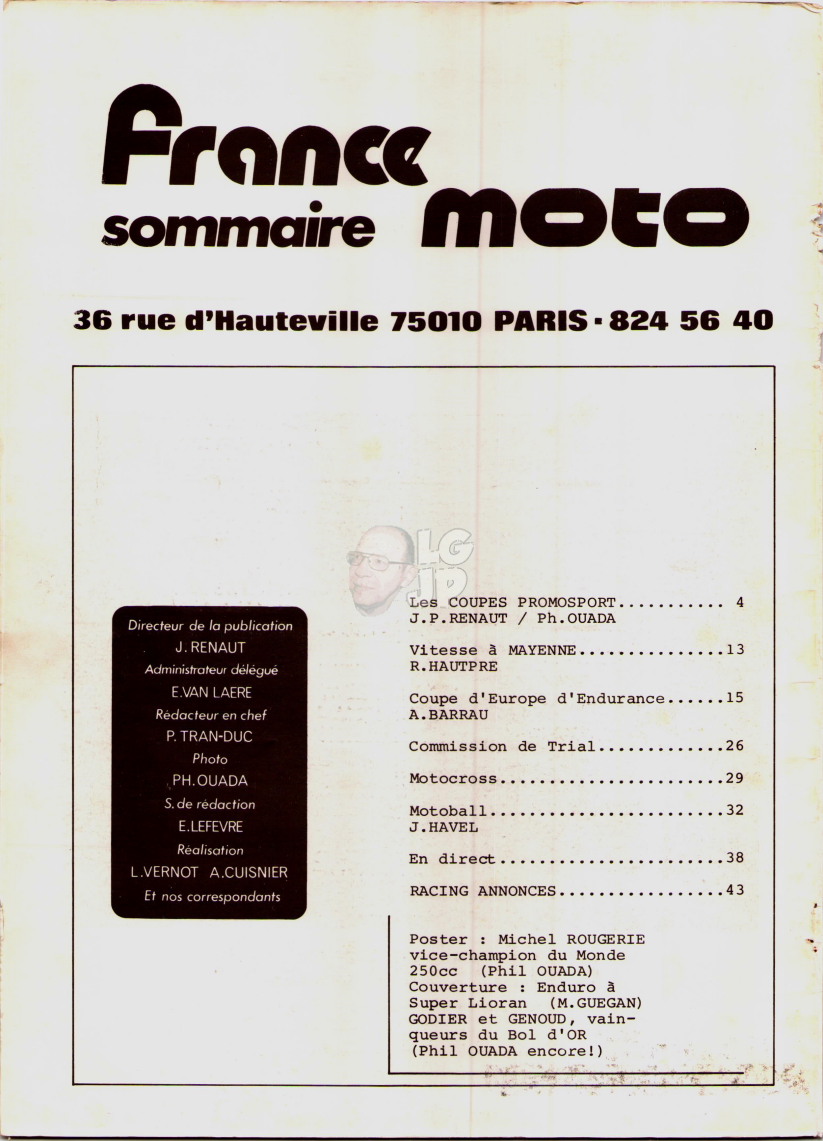 France
sommaire moto
36 rue d'Hauteville 75010 PARIS - 824 56 40
LG
JP
Directeur de la publication
J. RENAUT
Administrateur délégué
E.VAN LAERE
Rédacteur en chef
P. TRAN-DUC
Photo
PH.OUADA
S. de rédaction
E.LEFEVRE
Réalisation
L.VERNOT A.CUISNIER
Et nos correspondants
Les COUPES PROMOSPORT........... 4
J.P.RENAUT / Ph.OUADA
Vitesse à MAYENNE...............13
R.HAUTPRE
Coupe d'Europe d'Endurance......15
A.BARRAU
Commission de Trial.............26
Motocross.......................29
Motoball........................32
J.HAVEL
En direct.......................38
RACING ANNONCES.................43
Poster : Michel ROUGERIE
vice-champion du Monde
250cc (Phil OUADA)
Couverture : Enduro à
Super Lioran (M.GUEGAN)
GODIER et GENOUD, vain-
queurs du Bol d'OR
(Phil OUADA encore!)